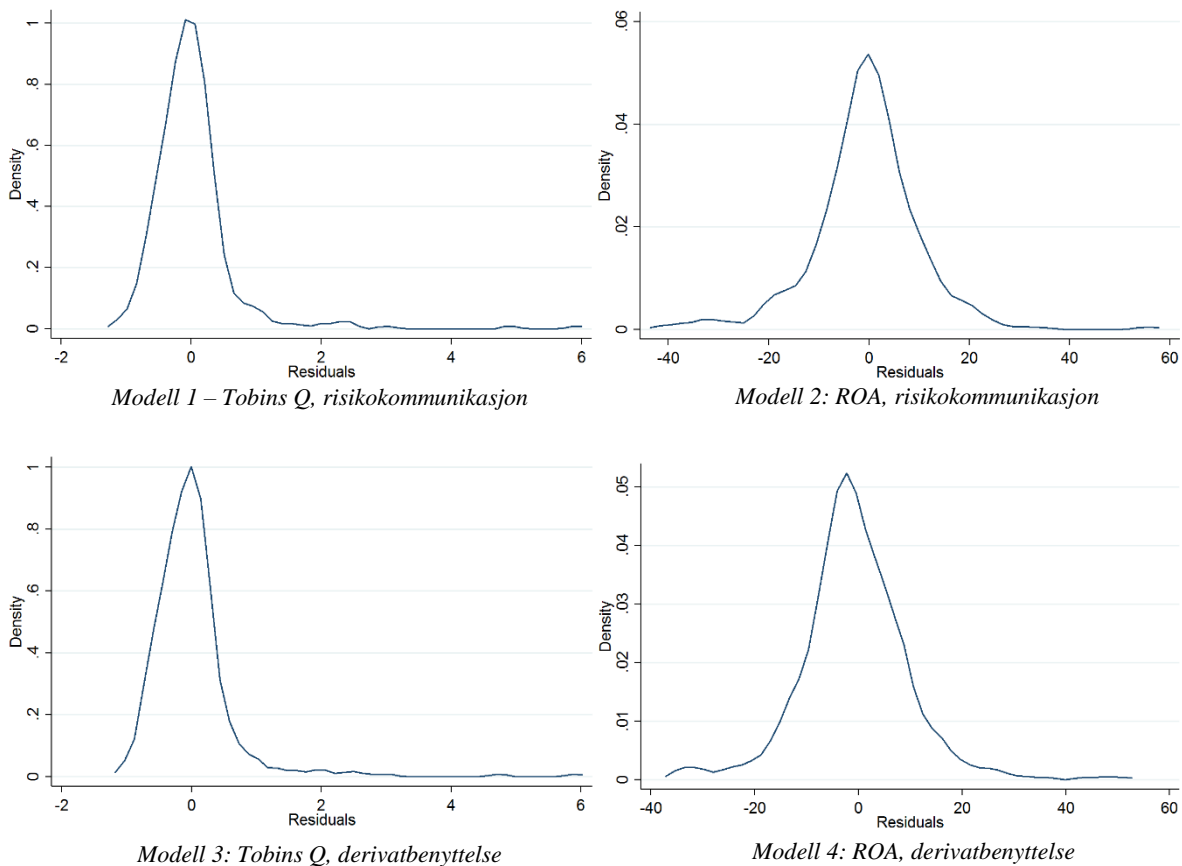 1
.8
.6
.4
.2
0
Density
-2 0 2 4 6
Residuals
Modell 1 – Tobins Q, risikokommunikasjon
.06
.04
.02
0
Density
-40 -20 0 20 40 60
Residuals
Modell 2: ROA, risikokommunikasjon
1
.8
.6
.4
.2
0
Density
-2 0 2 4 6
Residuals
Modell 3: Tobins Q, derivatbenyttelse
.05
.04
.03
.02
.01
0
Density
-40 -20 0 20 40 60
Residuals
Modell 4: ROA, derivatbenyttelse